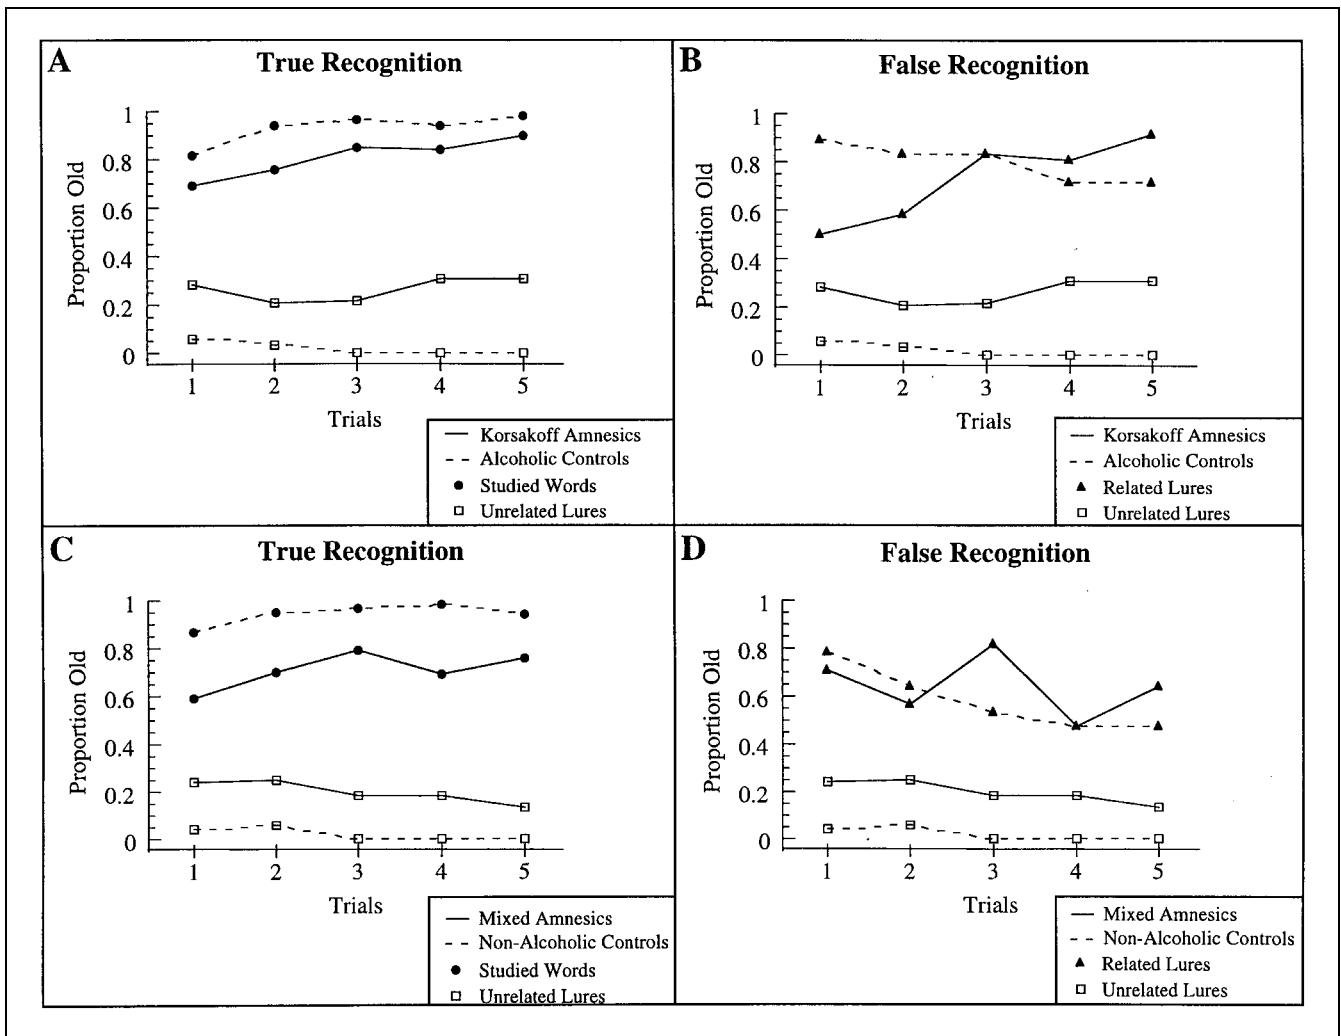 A
True Recognition
Proportion Old
1
0.8
0.6
0.4
0.2
0
1 2 3 4 5
Trials
Korsakoff Amnesics
Alcoholic Controls
Studied Words
Unrelated Lures
B
False Recognition
Proportion Old
1
0.8
0.6
0.4
0.2
0
1 2 3 4 5
Trials
Korsakoff Amnesics
Alcoholic Controls
Related Lures
Unrelated Lures
C
True Recognition
Proportion Old
1
0.8
0.6
0.4
0.2
0
1 2 3 4 5
Trials
Mixed Amnesics
Non-Alcoholic Controls
Studied Words
Unrelated Lures
D
False Recognition
Proportion Old
1
0.8
0.6
0.4
0.2
0
1 2 3 4 5
Trials
Mixed Amnesics
Non-Alcoholic Controls
Related Lures
Unrelated Lures